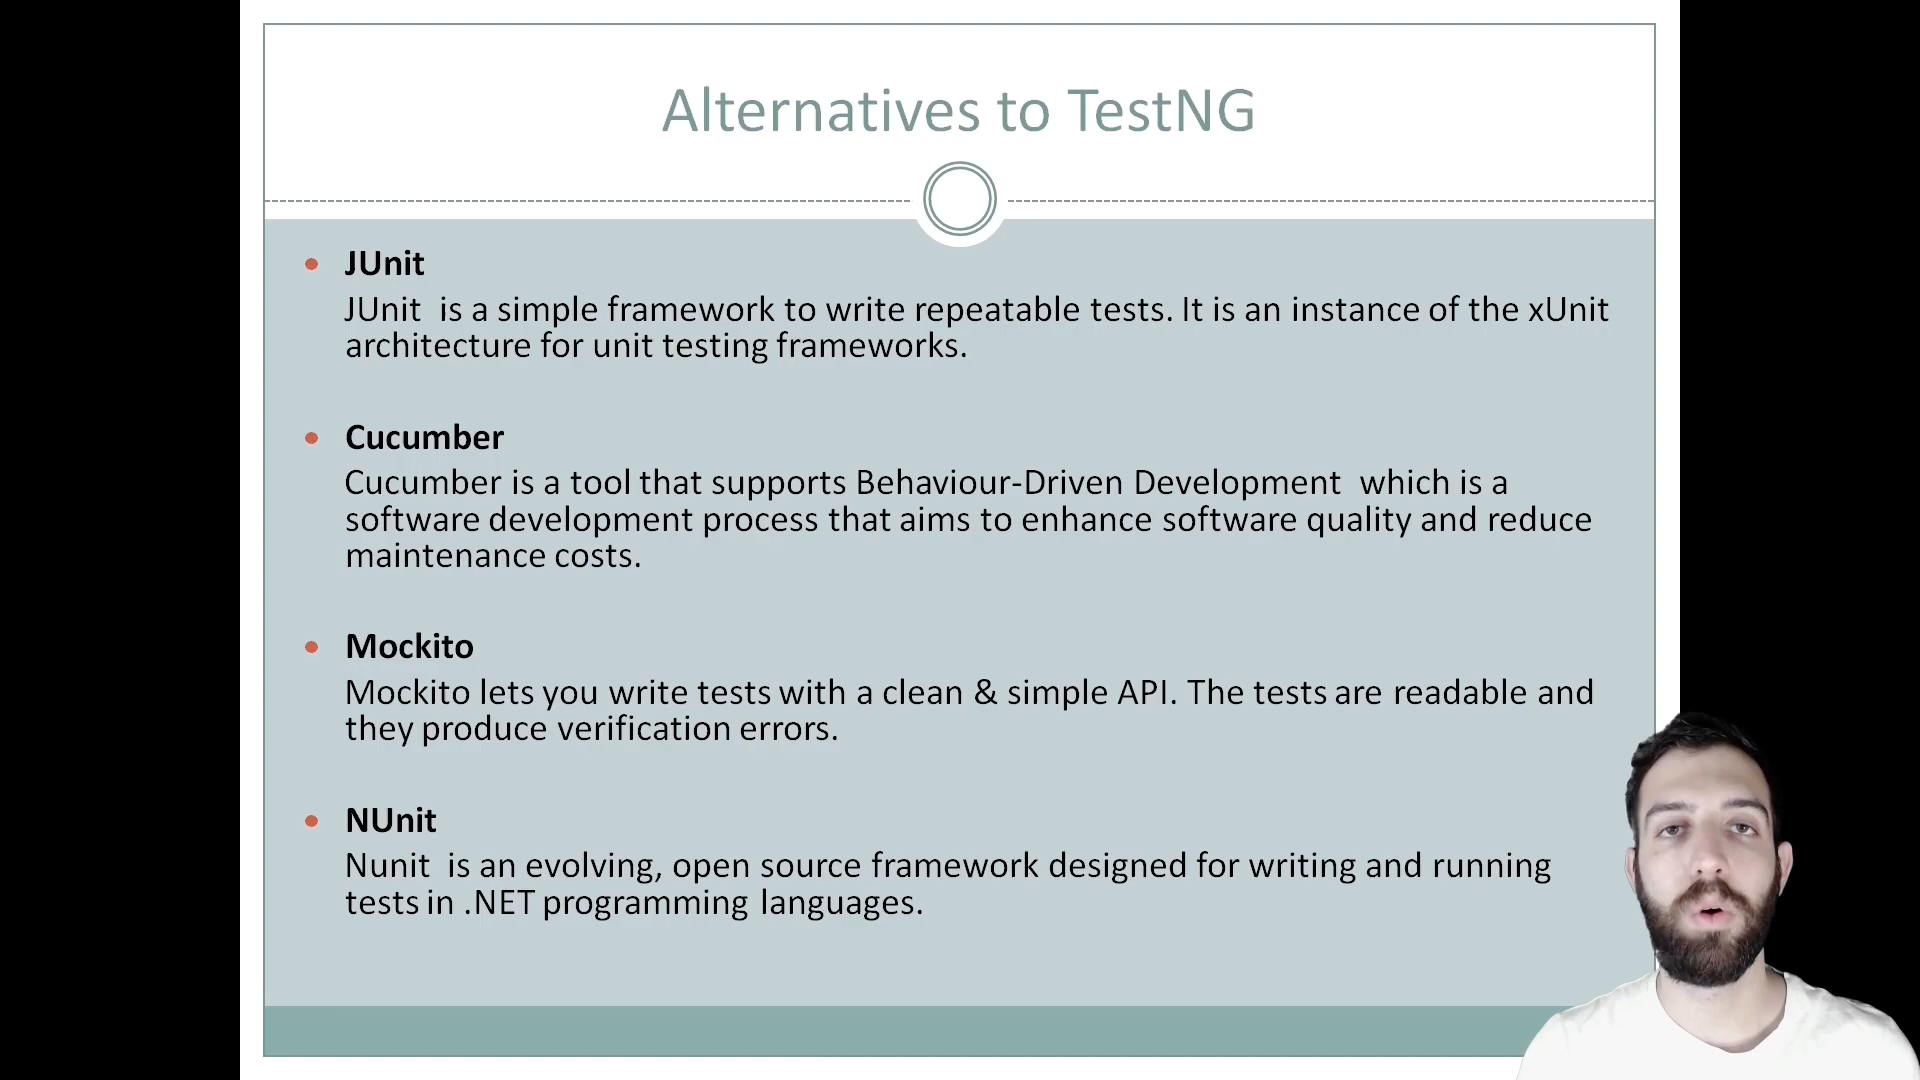 Alternatives to TestNG
JUnit
JUnit is a simple framework to write repeatable tests. It is an instance of the xUnit
architecture for unit testing frameworks.
Cucumber
Cucumber is a tool that supports Behaviour-Driven Development which is a
software development process that aims to enhance software quality and reduce
maintenance costs.
Mockito
Mockito lets you write tests with a clean & simple API. The tests are readable and
they produce verification errors.
NUnit
Nunit is an evolving, open source framework designed for writing and running
tests in .NET programming languages.